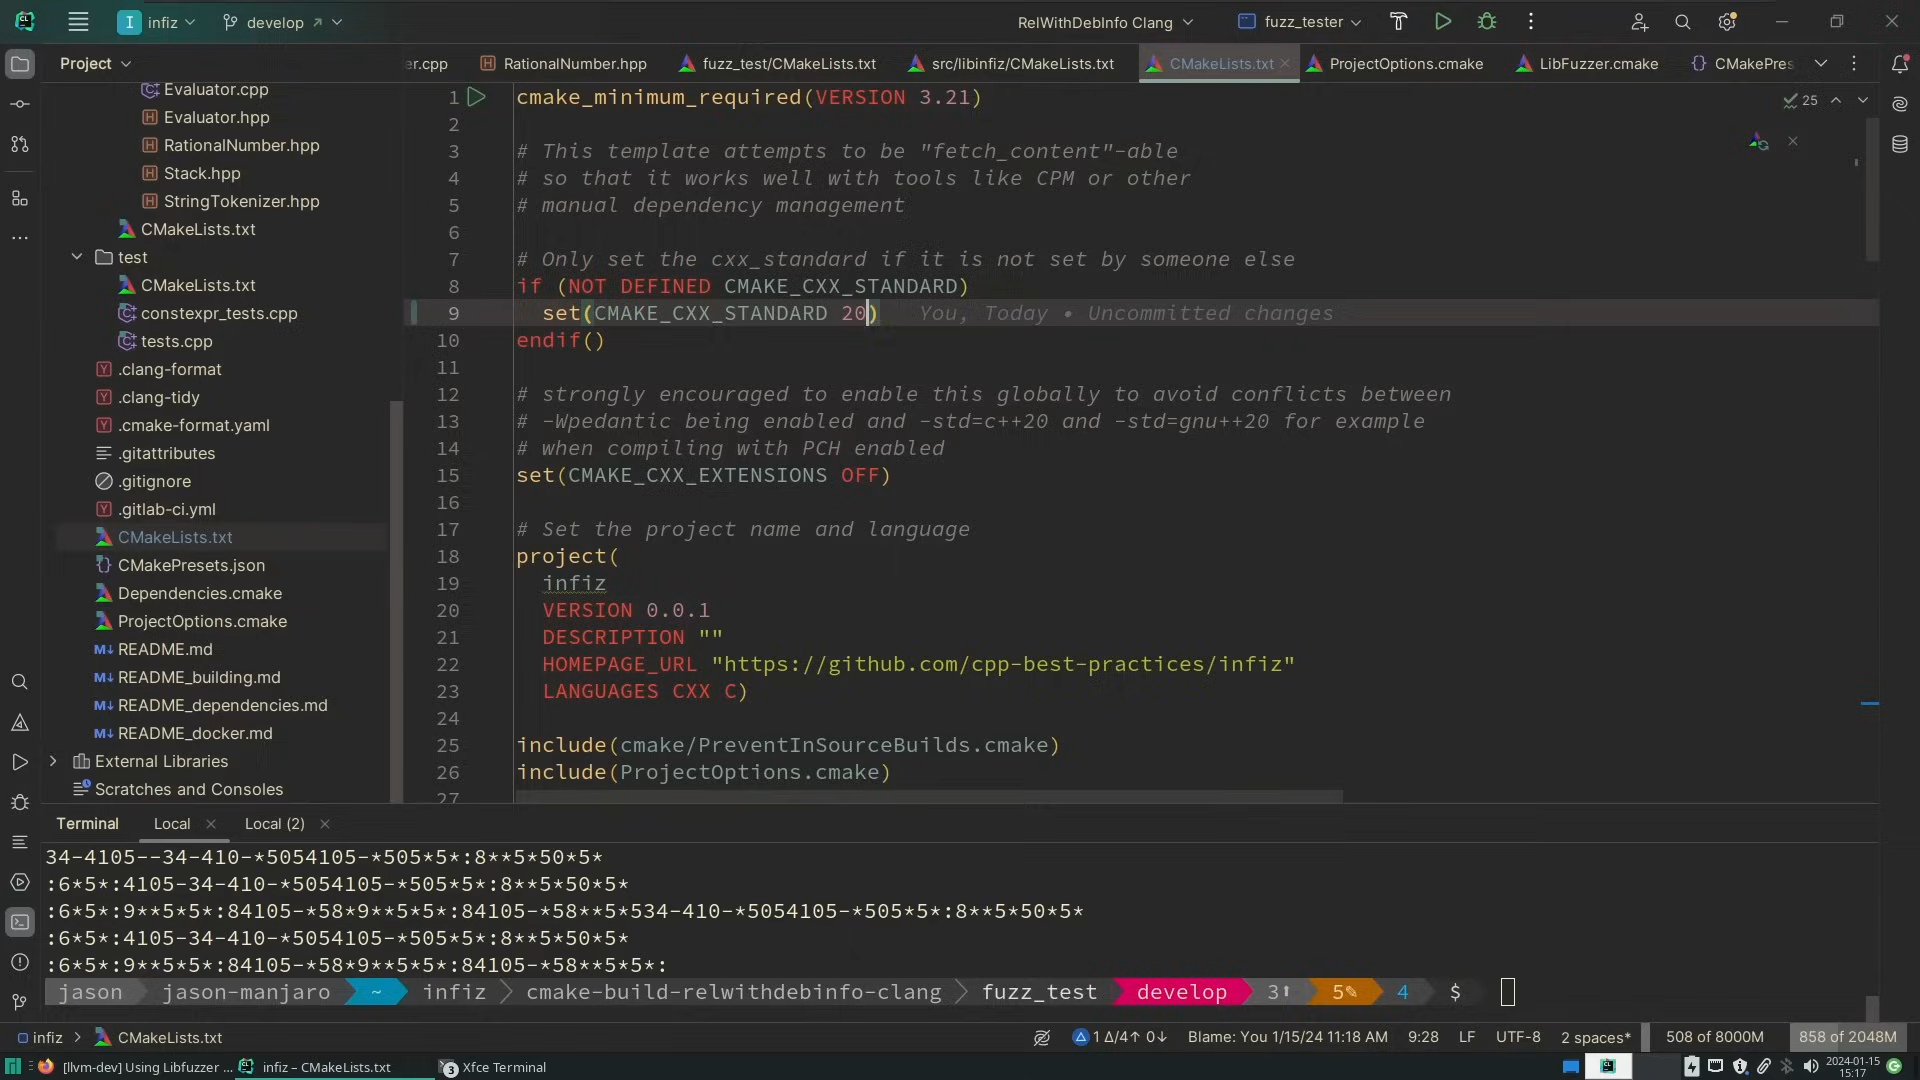 I infiz develop RelWithDebInfo Clang fuzz_tester
Project
er.cpp RationalNumber.hpp fuzz_test/CMakeLists.txt src/libinfiz/CMakeLists.txt CMakeLists.txt ProjectOptions.cmake LibFuzzer.cmake CMakePres
Evaluator.cpp
Evaluator.hpp
RationalNumber.hpp
Stack.hpp
StringTokenizer.hpp
CMakeLists.txt
test
CMakeLists.txt
constexpr_tests.cpp
tests.cpp
.clang-format
.clang-tidy
.cmake-format.yaml
.gitattributes
.gitignore
.gitlab-ci.yml
CMakeLists.txt
CMakePresets.json
Dependencies.cmake
ProjectOptions.cmake
README.md
README_building.md
README_dependencies.md
README_docker.md
External Libraries
Scratches and Consoles
25
1 cmake_minimum_required(VERSION 3.21)
2
3 # This template attempts to be "fetch_content"-able
4 # so that it works well with tools like CPM or other
5 # manual dependency management
6
7 # Only set the cxx_standard if it is not set by someone else
8 if (NOT DEFINED CMAKE_CXX_STANDARD)
9 set(CMAKE_CXX_STANDARD 20) You, Today • Uncommitted changes
10 endif()
11
12 # strongly encouraged to enable this globally to avoid conflicts between
13 # -Wpedantic being enabled and -std=c++20 and -std=gnu++20 for example
14 # when compiling with PCH enabled
15 set(CMAKE_CXX_EXTENSIONS OFF)
16
17 # Set the project name and language
18 project(
19 infiz
20 VERSION 0.0.1
21 DESCRIPTION ""
22 HOMEPAGE_URL "https://github.com/cpp-best-practices/infiz"
23 LANGUAGES CXX C)
24
25 include(cmake/PreventInSourceBuilds.cmake)
26 include(ProjectOptions.cmake)
27
Terminal Local Local (2)
34-4105--34-410-*5054105-*505*5*:8**5*50*5*
:6*5*:4105-34-410-*5054105-*505*5*:8**5*50*5*
:6*5*:9**5*5*:84105-*58*9**5*5*:84105-*58**5*534-410-*5054105-*505*5*:8**5*50*5*
:6*5*:4105-34-410-*5054105-*505*5*:8**5*50*5*
:6*5*:9**5*5*:84105-*58*9**5*5*:84105-*58**5*5*:
jason jason-manjaro ~ infiz cmake-build-relwithdebinfo-clang fuzz_test develop 3⬆ 5✎ 4 $
infiz CMakeLists.txt 1 Δ/4↑ 0↓ Blame: You 1/15/24 11:18 AM 9:28 LF UTF-8 2 spaces* 508 of 8000M 858 of 2048M
[llvm-dev] Using Libfuzzer ... infiz – CMakeLists.txt 3 Xfce Terminal 2024-01-15
15:17